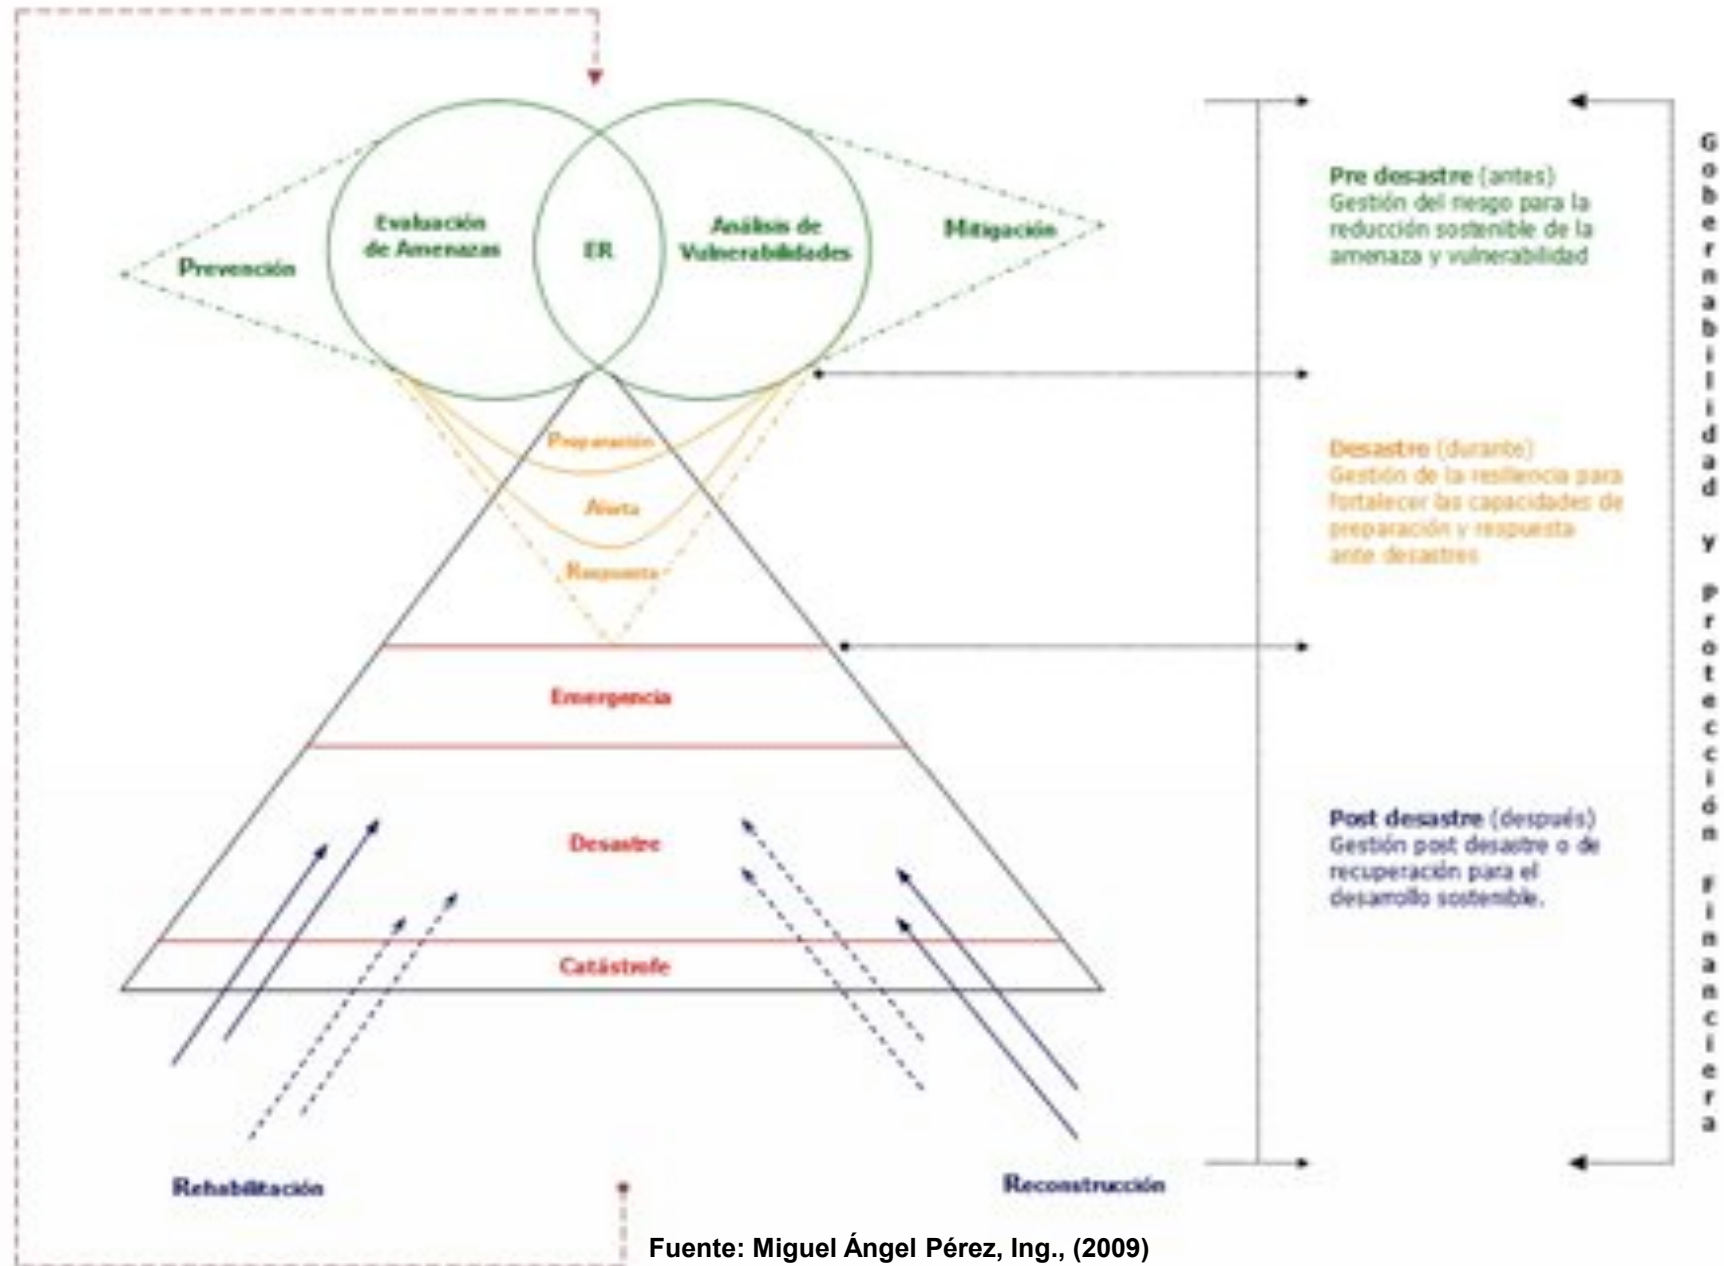 Prevención
Evaluación
de Amenazas
ER
Análisis de
Vulnerabilidades
Mitigación
Preparación
Alerta
Respuesta
Emergencia
Desastre
Catástrofe
Rehabilitación
Reconstrucción
Pre desastre (antes)
Gestión del riesgo para la
reducción sostenible de la
amenaza y vulnerabilidad
Desastre (durante)
Gestión de la resiliencia para
fortalecer las capacidades de
preparación y respuesta
ante desastres
Post desastre (después)
Gestión post desastre o de
recuperación para el
desarrollo sostenible.
Gobernabilidad y Protección Financiera
Fuente: Miguel Ángel Pérez, Ing., (2009)